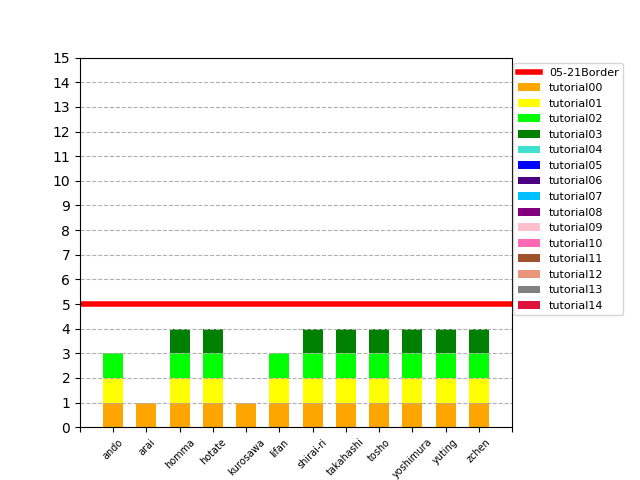 15
14
13
12
11
10
9
8
7
6
5
4
3
2
1
0
ando
arai
homma
hotate
kurosawa
lifan
shirai-ri
takahashi
tosho
yoshimura
yuting
zchen
05-21Border
tutorial00
tutorial01
tutorial02
tutorial03
tutorial04
tutorial05
tutorial06
tutorial07
tutorial08
tutorial09
tutorial10
tutorial11
tutorial12
tutorial13
tutorial14